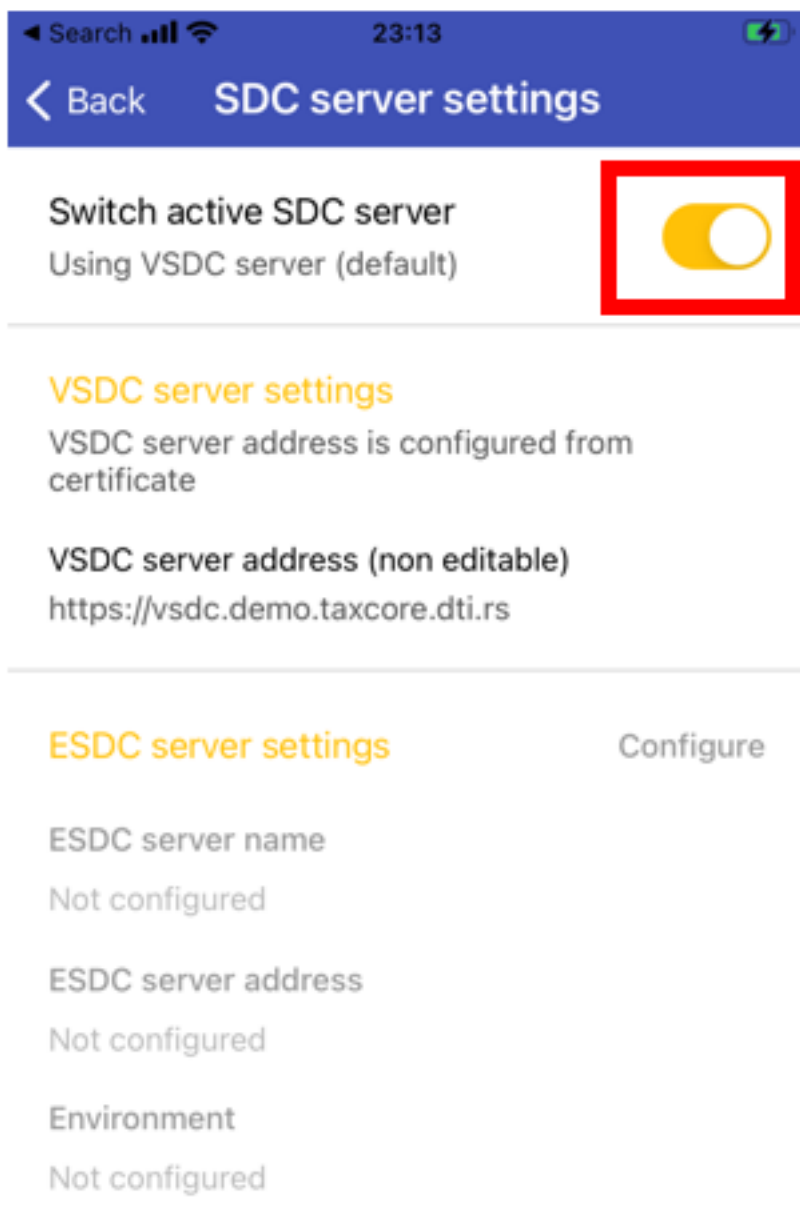 Search 23:13
Back SDC server settings
Switch active SDC server
Using VSDC server (default)
VSDC server settings
VSDC server address is configured from
certificate
VSDC server address (non editable)
https://vsdc.demo.taxcore.dti.rs
ESDC server settings Configure
ESDC server name
Not configured
ESDC server address
Not configured
Environment
Not configured